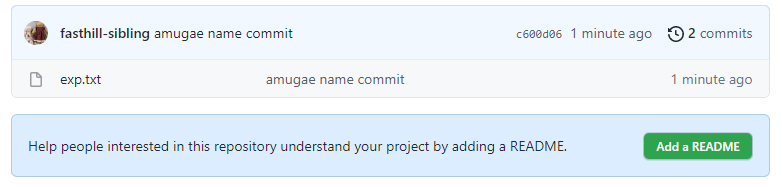 fasthill-sibling amugae name commit c600d06 1 minute ago 2 commits
exp.txt amugae name commit 1 minute ago
Help people interested in this repository understand your project by adding a README. Add a README